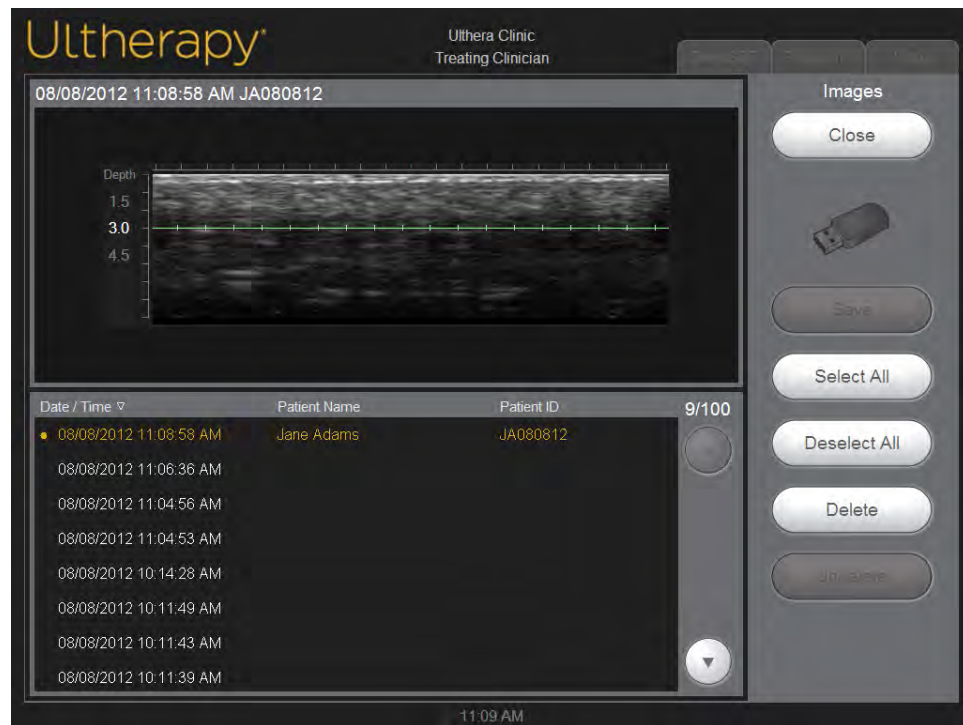 Ultherapy
Ulthera Clinic
Treating Clinician
08/08/2012 11:08:58 AM JA080812
Depth
1.5
3.0
4.5
Images
Close
Save
Select All
Deselect All
Delete
Date / Time Patient Name Patient ID 9/100
08/08/2012 11:08:58 AM Jane Adams JA080812
08/08/2012 11:06:36 AM
08/08/2012 11:04:56 AM
08/08/2012 11:04:53 AM
08/08/2012 10:14:28 AM
08/08/2012 10:11:49 AM
08/08/2012 10:11:43 AM
08/08/2012 10:11:39 AM
11:09 AM